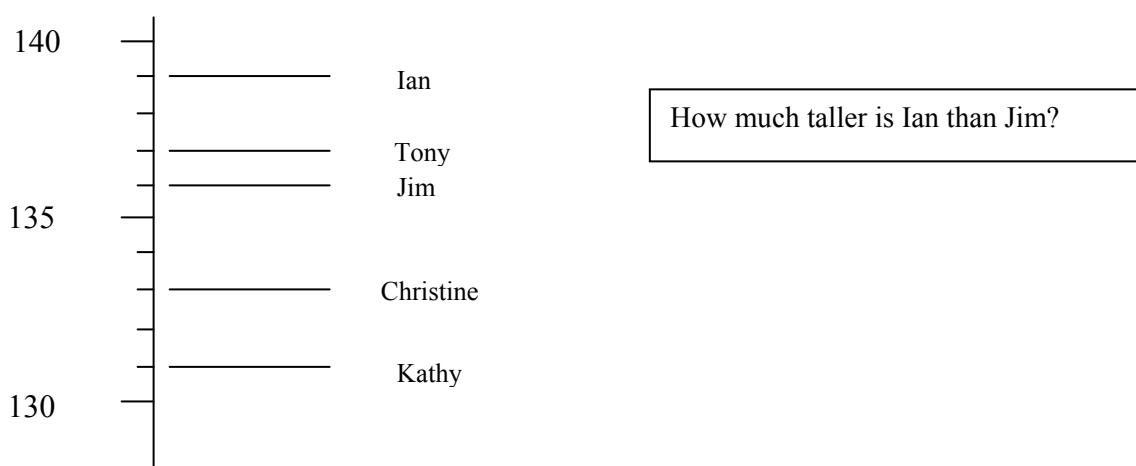 140
Ian
How much taller is Ian than Jim?
Tony
Jim
135
Christine
Kathy
130